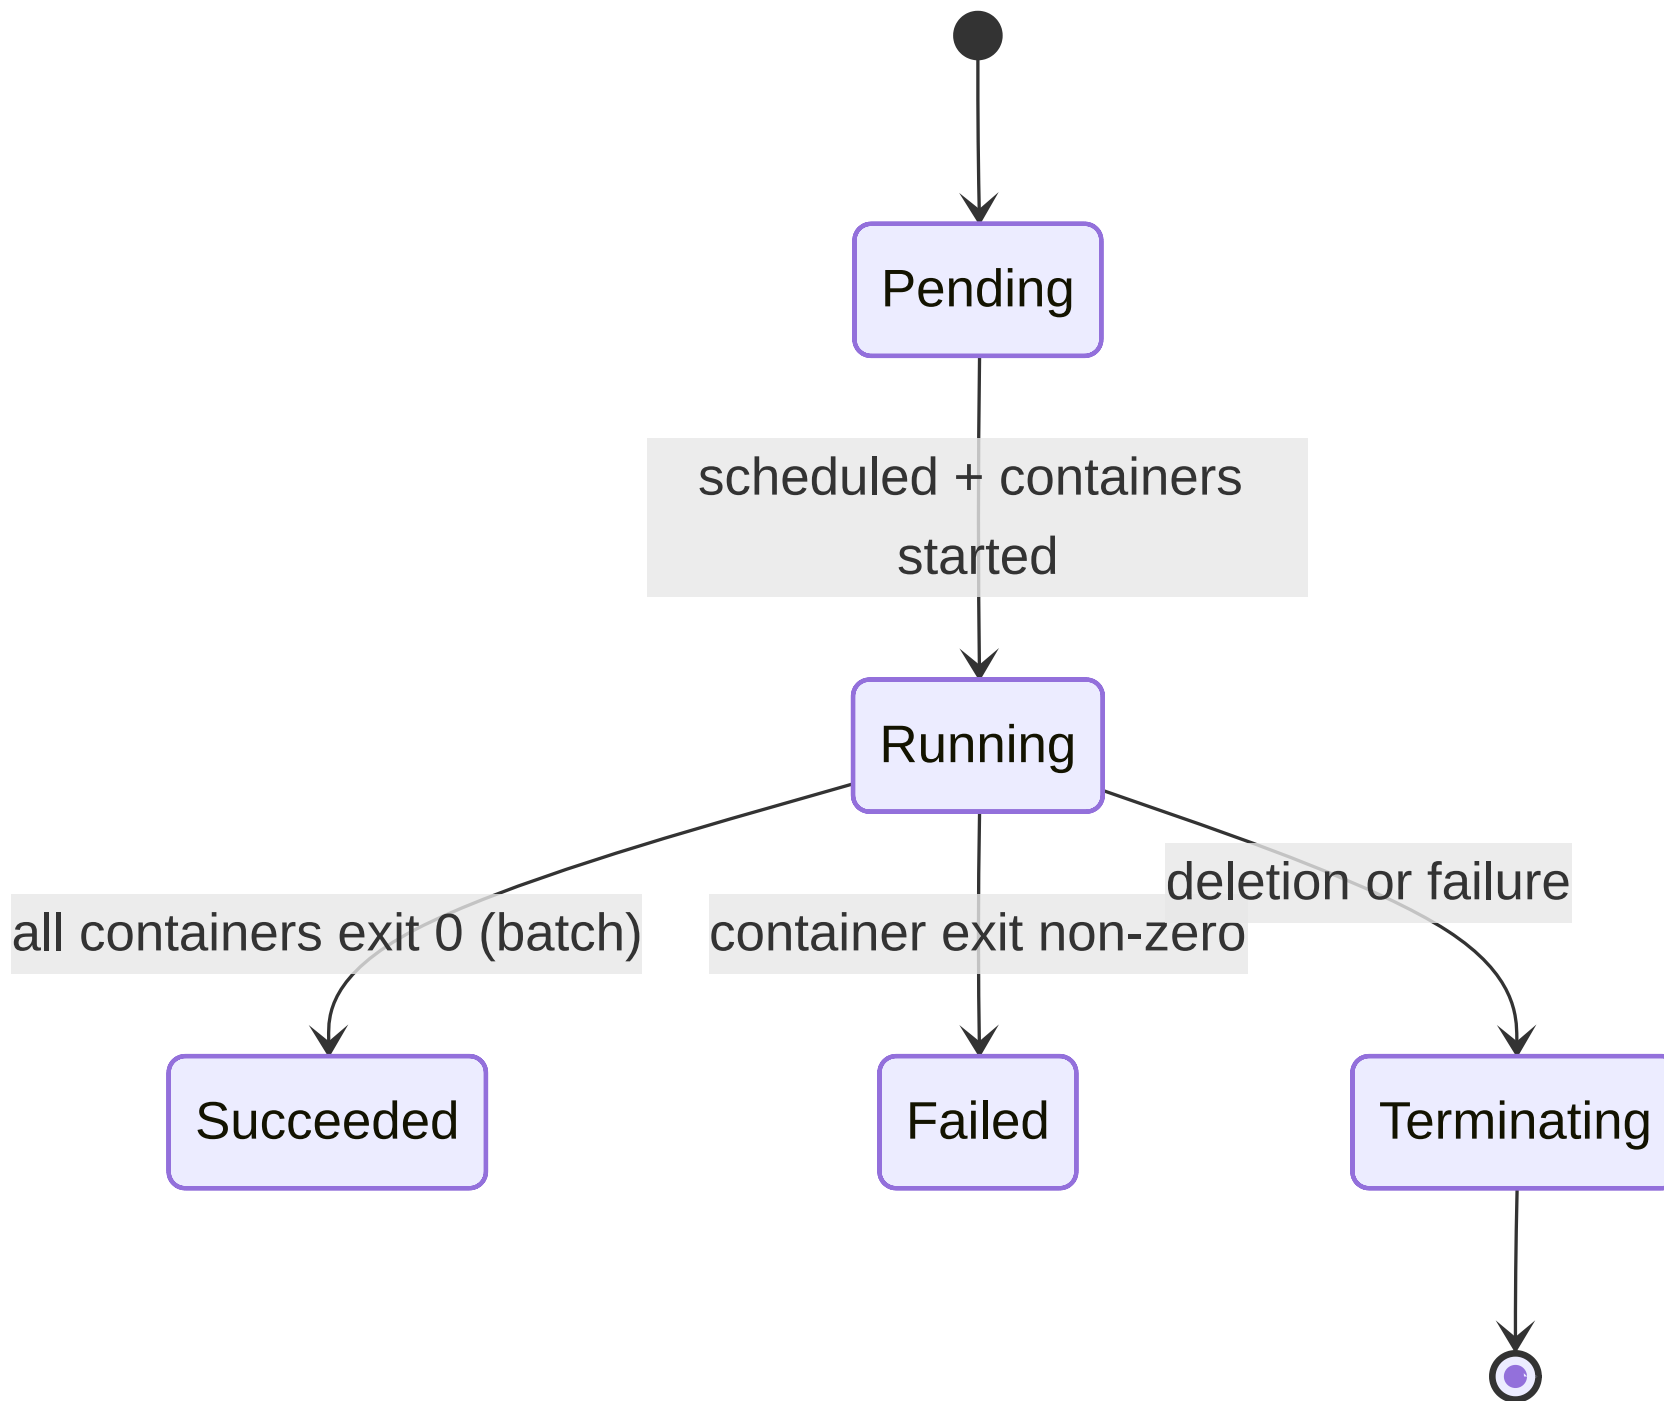 Pending
scheduled + containers
started
Running
deletion or failure
all containers exit 0 (batch)
container exit non-zero
Succeeded
Failed
Terminating